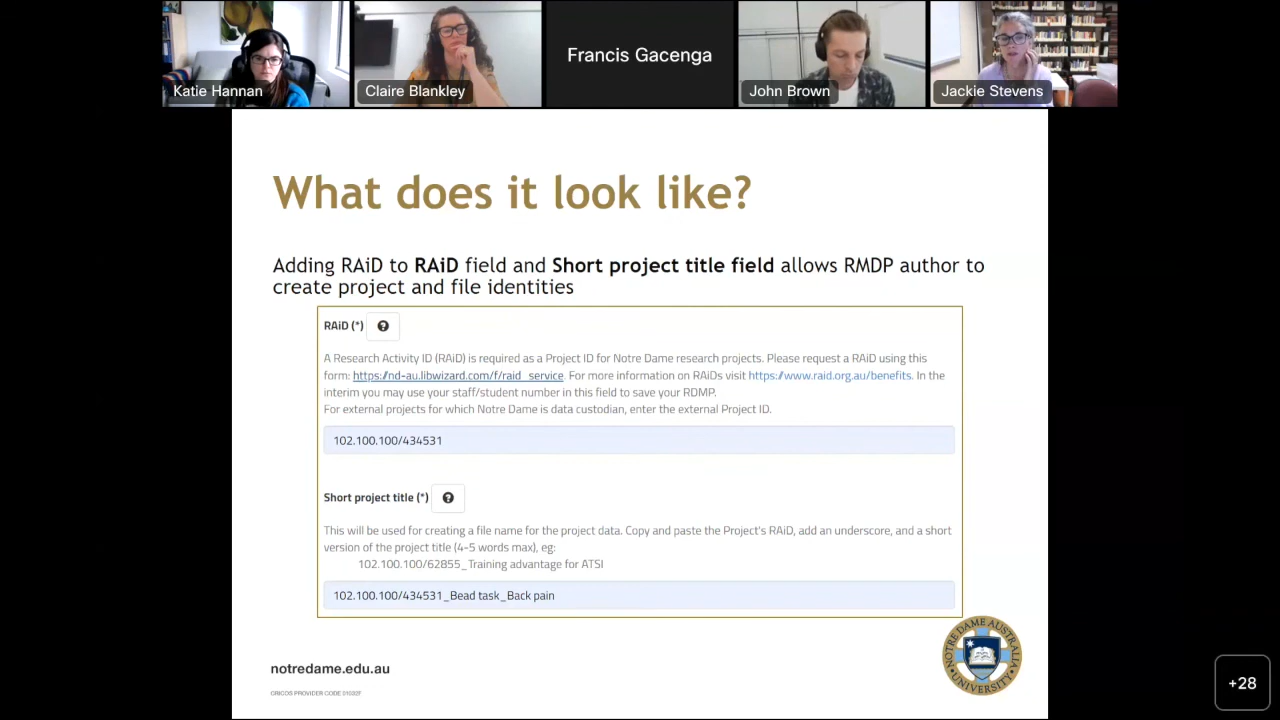 Katie Hannan
Claire Blankley
Francis Gacenga
John Brown
Jackie Stevens
What does it look like?
Adding RAiD to RAiD field and Short project title field allows RMDP author to
create project and file identities
RAiD (*)
A Research Activity ID (RAiD) is required as a Project ID for Notre Dame research projects. Please request a RAiD using this
form: https://nd-au.libwizard.com/f/raid_service. For more information on RAiDs visit https://www.raid.org.au/benefits. In the
interim you may use your staff/student number in this field to save your RDMP.
For external projects for which Notre Dame is data custodian, enter the external Project ID.
102.100.100/434531
Short project title (*)
This will be used for creating a file name for the project data. Copy and paste the Project's RAiD, add an underscore, and a short
version of the project title (4-5 words max), eg:
102.100.100/62855_Training advantage for ATSI
102.100.100/434531_Bead task_Back pain
NOTRE DAME AUSTRALIA
UNIVERSITY
notredame.edu.au
CRICOS PROVIDER CODE 01032F
+28